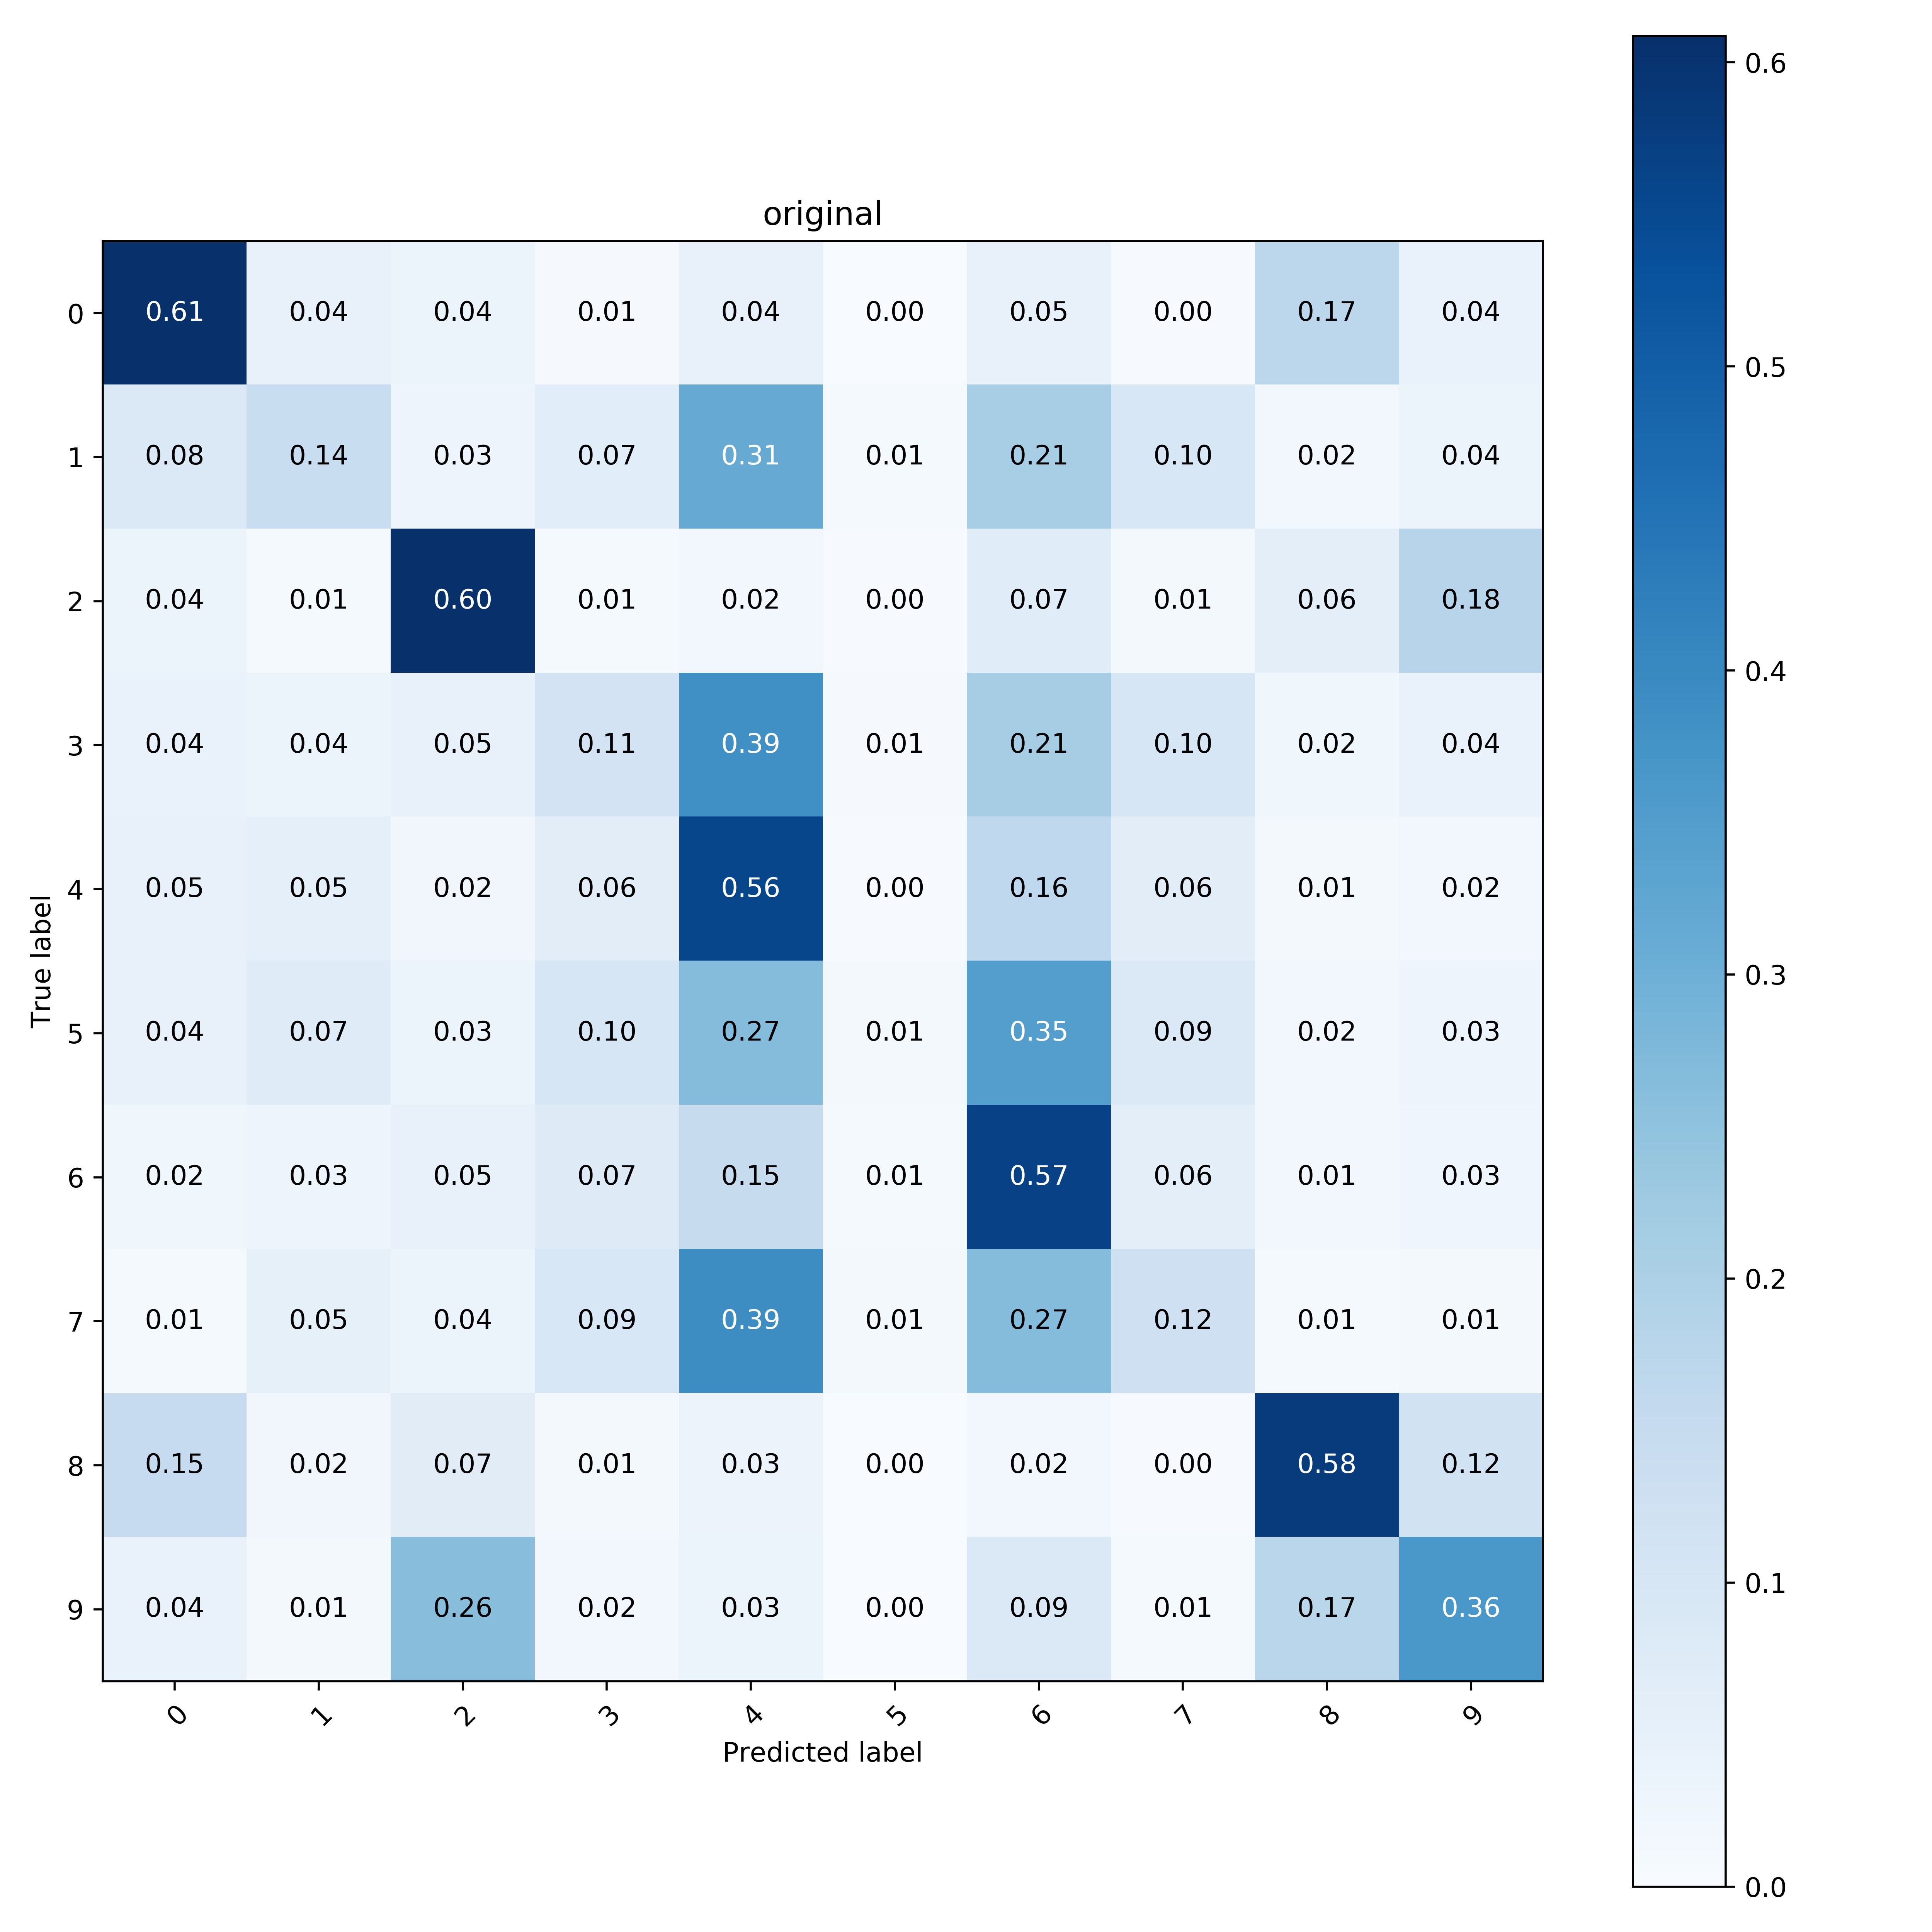 original
0 0.61 0.04 0.04 0.01 0.04 0.00 0.05 0.00 0.17 0.04
1 0.08 0.14 0.03 0.07 0.31 0.01 0.21 0.10 0.02 0.04
2 0.04 0.01 0.60 0.01 0.02 0.00 0.07 0.01 0.06 0.18
3 0.04 0.04 0.05 0.11 0.39 0.01 0.21 0.10 0.02 0.04
4 0.05 0.05 0.02 0.06 0.56 0.00 0.16 0.06 0.01 0.02
5 0.04 0.07 0.03 0.10 0.27 0.01 0.35 0.09 0.02 0.03
6 0.02 0.03 0.05 0.07 0.15 0.01 0.57 0.06 0.01 0.03
7 0.01 0.05 0.04 0.09 0.39 0.01 0.27 0.12 0.01 0.01
8 0.15 0.02 0.07 0.01 0.03 0.00 0.02 0.00 0.58 0.12
9 0.04 0.01 0.26 0.02 0.03 0.00 0.09 0.01 0.17 0.36
0 1 2 3 4 5 6 7 8 9
Predicted label
True label
0.6
0.5
0.4
0.3
0.2
0.1
0.0